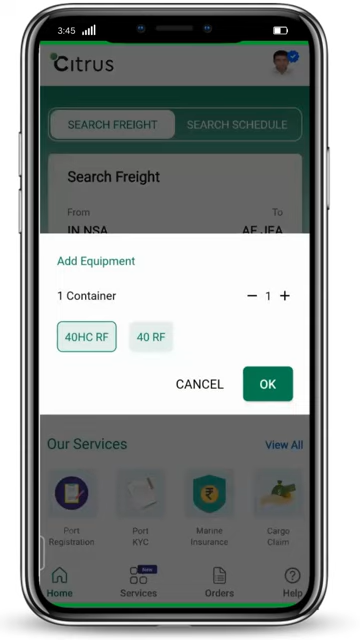 3:45
Citrus
SEARCH FREIGHT
SEARCH SCHEDULE
Search Freight
From
To
IN NSA
AE JEA
Add Equipment
1 Container
− 1 +
40HC RF
40 RF
CANCEL
OK
Our Services
View All
Port
Registration
Port
KYC
Marine
Insurance
Cargo
Claim
Home
Services
Orders
Help